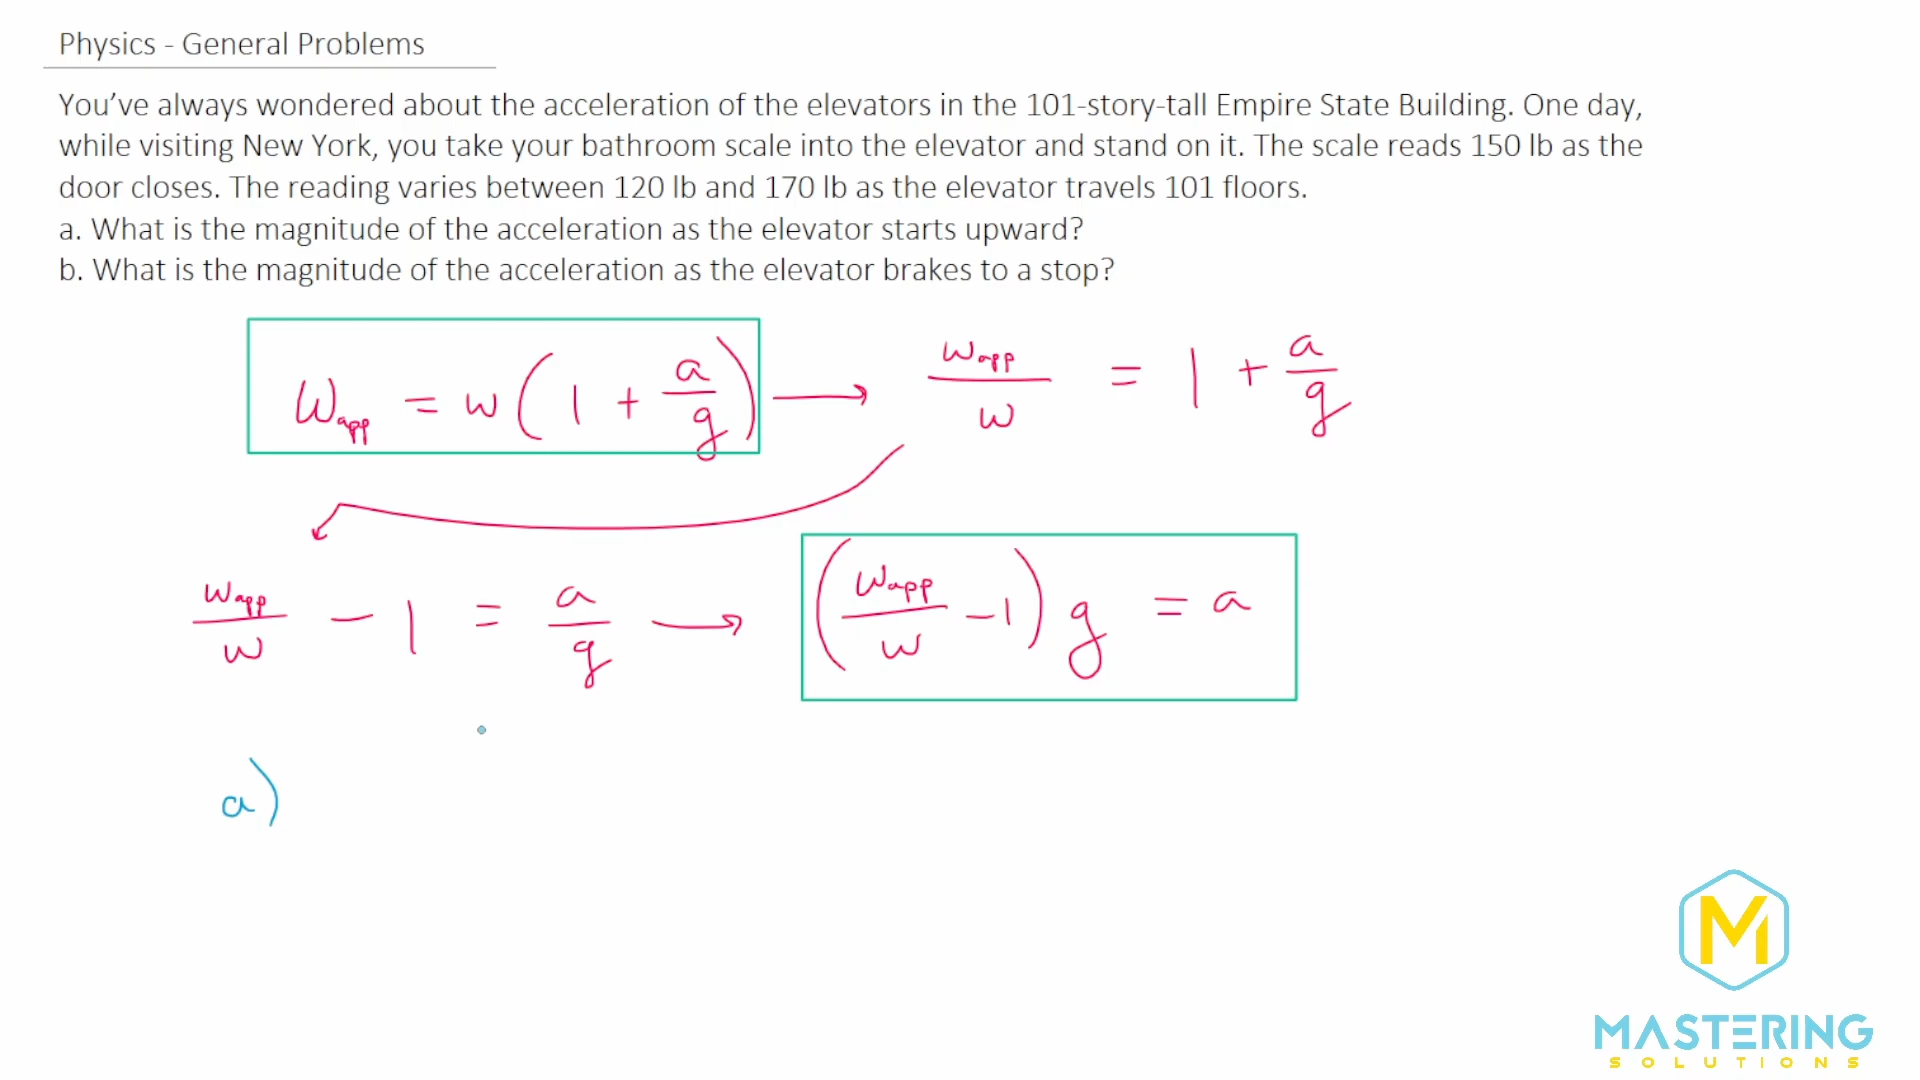 Physics - General Problems
You’ve always wondered about the acceleration of the elevators in the 101-story-tall Empire State Building. One day,
while visiting New York, you take your bathroom scale into the elevator and stand on it. The scale reads 150 lb as the
door closes. The reading varies between 120 lb and 170 lb as the elevator travels 101 floors.
a. What is the magnitude of the acceleration as the elevator starts upward?
b. What is the magnitude of the acceleration as the elevator brakes to a stop?
W_app = w(1 + a/g) → w_app/w = 1 + a/g
w_app/w - 1 = a/g → (w_app/w - 1) g = a
a)
M
MASTERING
SOLUTIONS